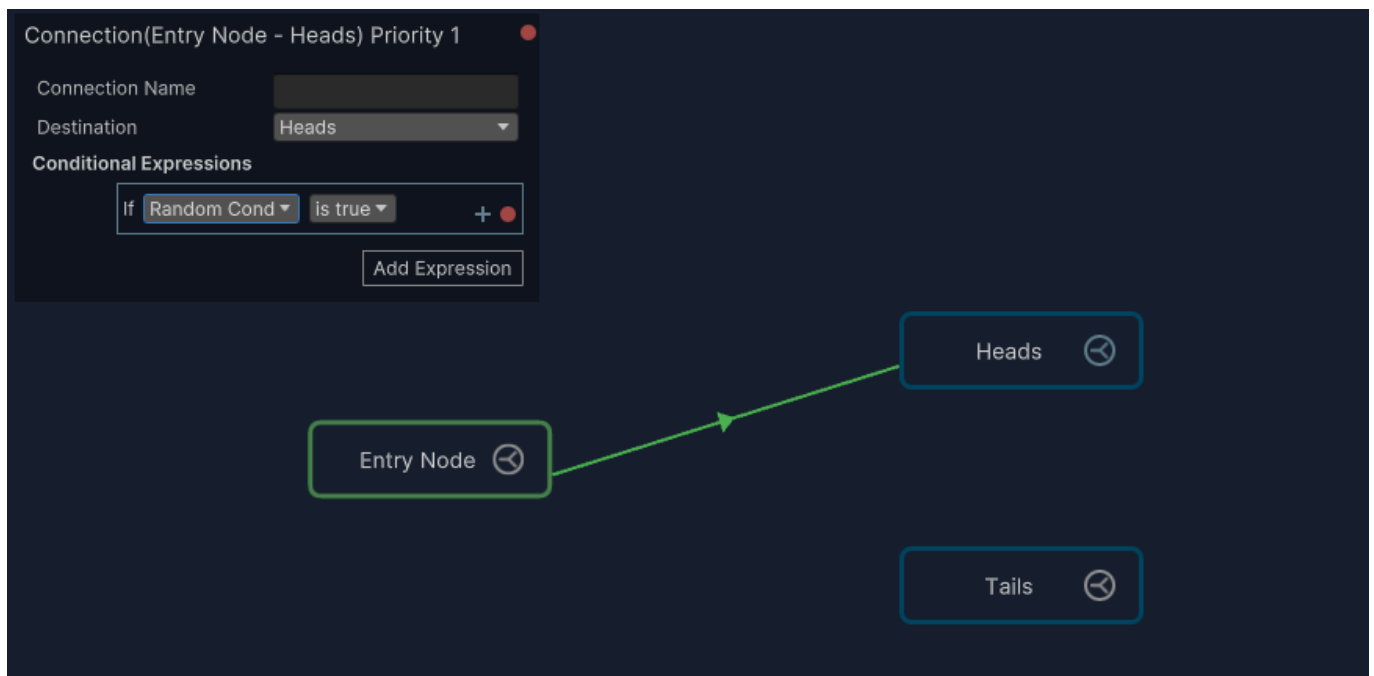 Connection(Entry Node - Heads) Priority 1
Connection Name
Destination Heads
Conditional Expressions
If Random Cond is true
Add Expression
Heads
Entry Node
Tails